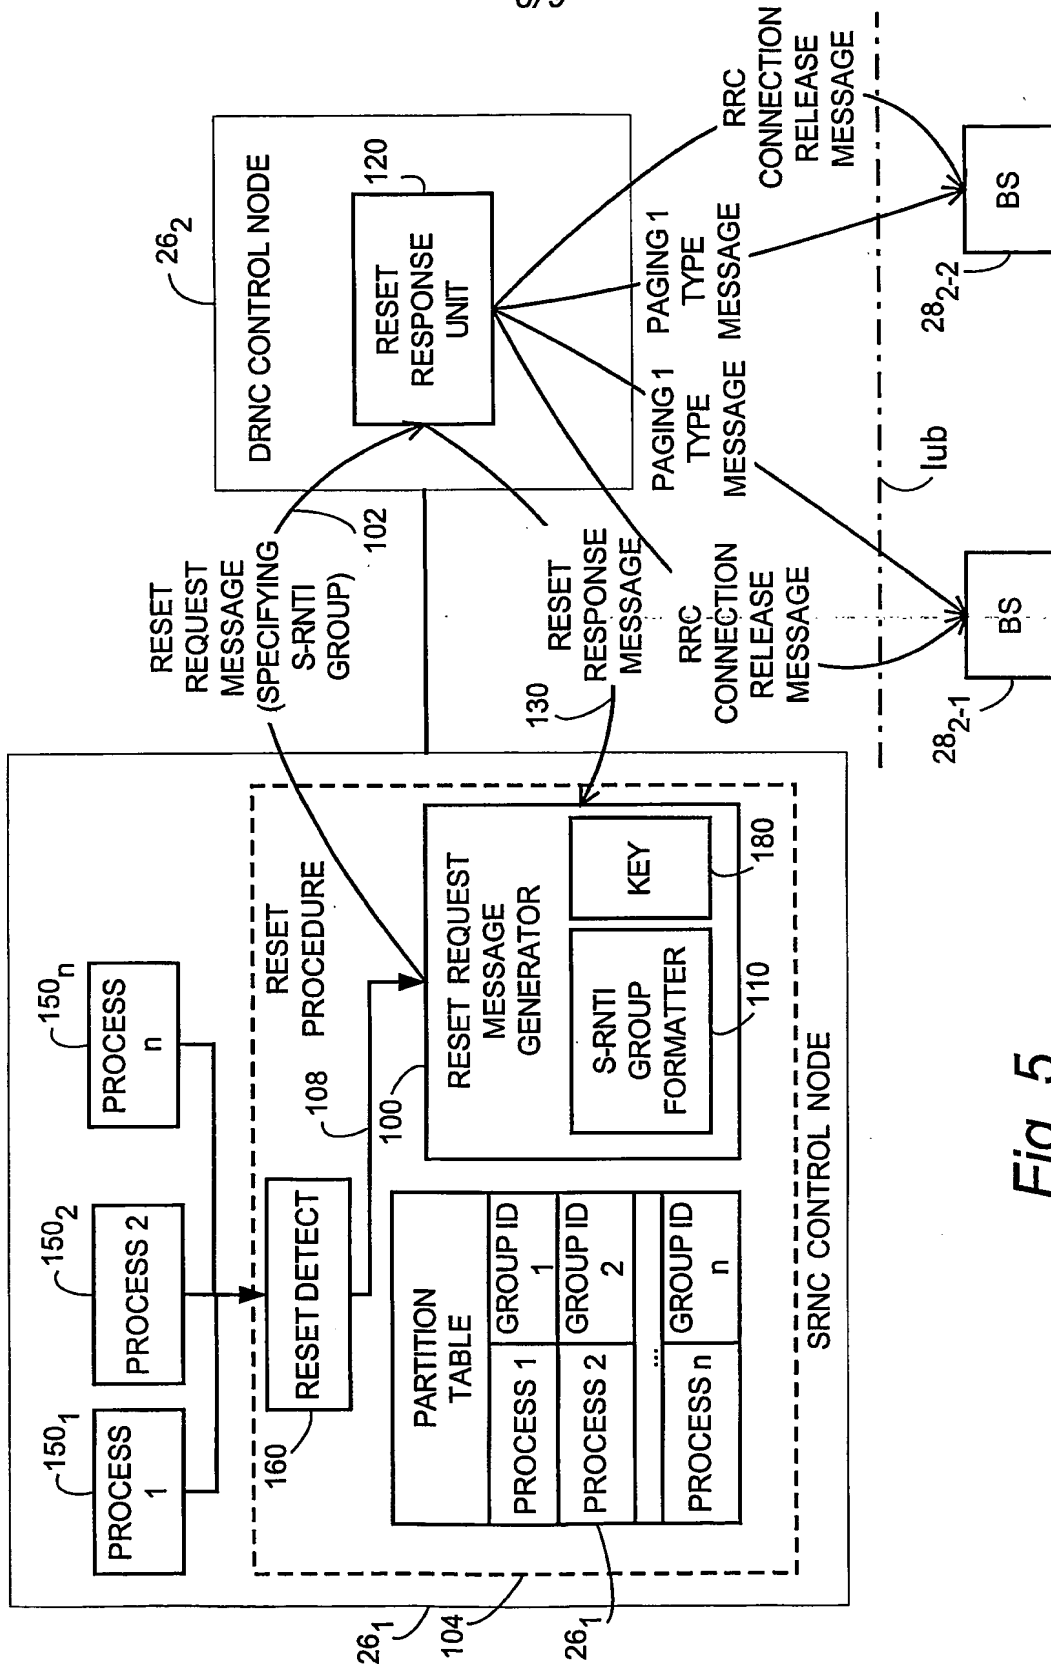 26₁
104
26₁
150₁
PROCESS
1
150₂
PROCESS 2
150ₙ
PROCESS
n
160
RESET DETECT
108
RESET
PROCEDURE
PARTITION
TABLE
PROCESS 1
GROUP ID
1
PROCESS 2
GROUP ID
2
...
PROCESS n
GROUP ID
n
100
RESET REQUEST
MESSAGE
GENERATOR
S-RNTI
GROUP
FORMATTER
110
KEY
180
SRNC CONTROL NODE
RESET
REQUEST
MESSAGE
(SPECIFYING
S-RNTI
GROUP)
102
130
RESET
RESPONSE
MESSAGE
26₂
DRNC CONTROL NODE
120
RESET
RESPONSE
UNIT
RRC
CONNECTION
RELEASE
MESSAGE
PAGING 1
TYPE
MESSAGE
PAGING 1
TYPE
MESSAGE
RRC
CONNECTION
RELEASE
MESSAGE
Iub
28₂₋₁
BS
28₂₋₂
BS
Fig. 5